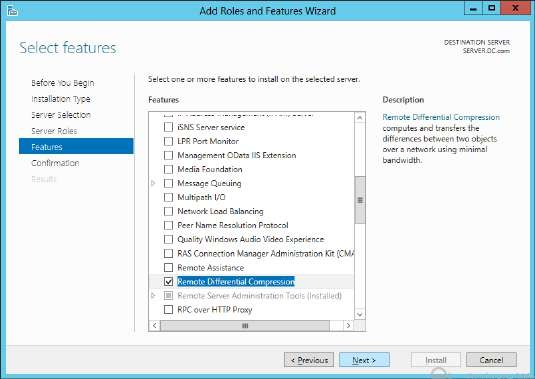 Add Roles and Features Wizard
Select features
DESTINATION SERVER
SERVER.OC.com
Before You Begin
Installation Type
Server Selection
Server Roles
Features
Confirmation
Results
Select one or more features to install on the selected server.
Features
iSNS Server service
LPR Port Monitor
Management OData IIS Extension
Media Foundation
Message Queuing
Multipath I/O
Network Load Balancing
Peer Name Resolution Protocol
Quality Windows Audio Video Experience
RAS Connection Manager Administration Kit (CMA
Remote Assistance
Remote Differential Compression
Remote Server Administration Tools (Installed)
RPC over HTTP Proxy
Description
Remote Differential Compression
computes and transfers the
differences between two objects
over a network using minimal
bandwidth.
< Previous
Next >
Install
Cancel